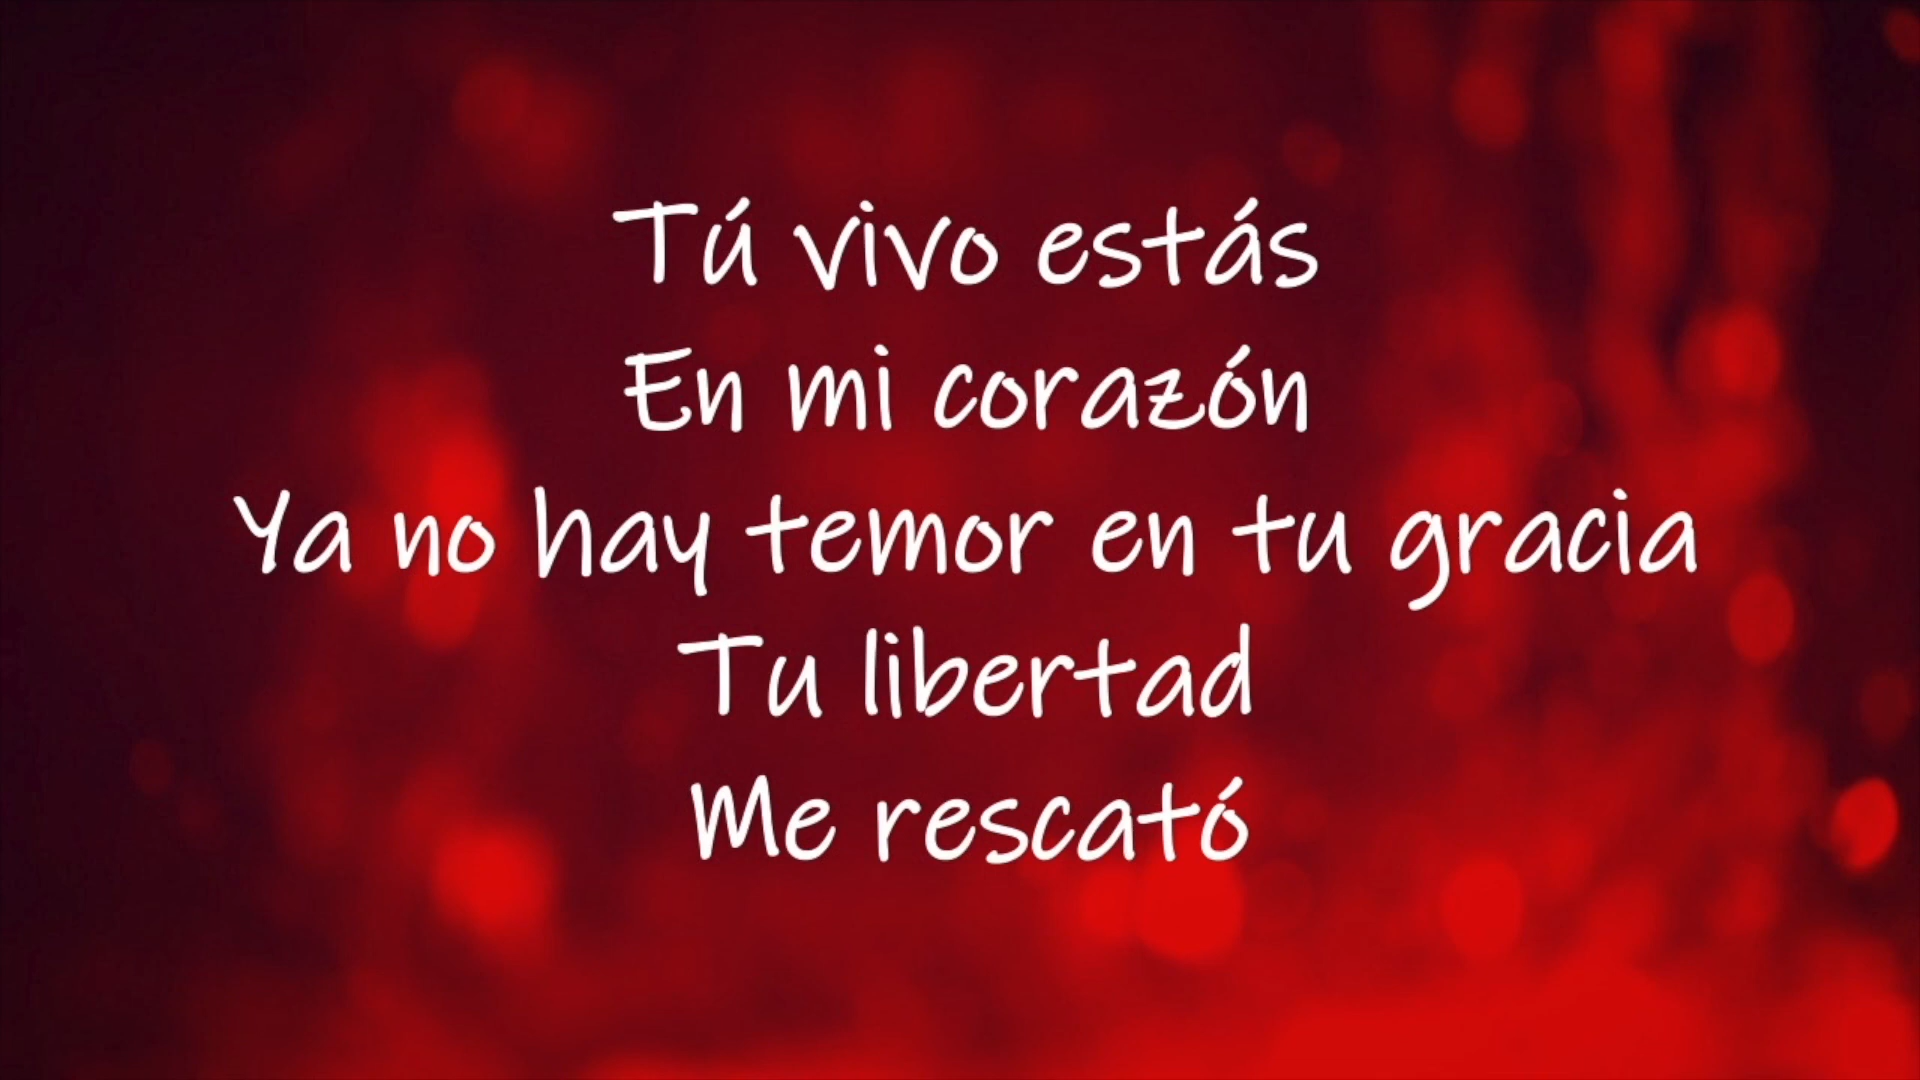 Tú vivo estás
En mi corazón
Ya no hay temor en tu gracia
Tu libertad
Me rescató